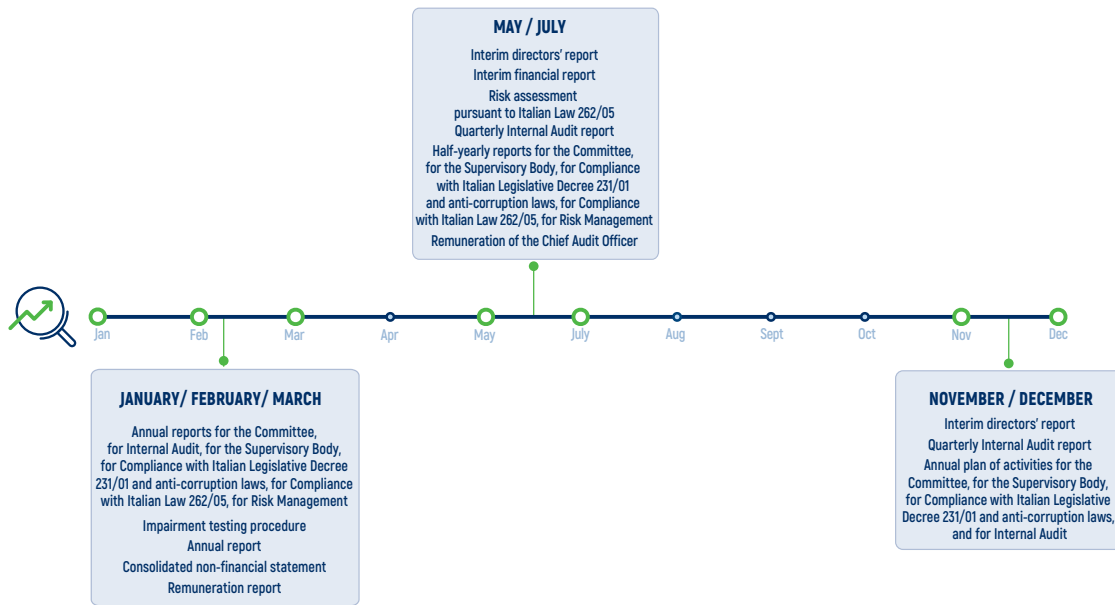 MAY / JULY
Interim directors' report
Interim financial report
Risk assessment
pursuant to Italian Law 262/05
Quarterly Internal Audit report
Half-yearly reports for the Committee,
for the Supervisory Body, for Compliance
with Italian Legislative Decree 231/01
and anti-corruption laws, for Compliance
with Italian Law 262/05, for Risk Management
Remuneration of the Chief Audit Officer
Jan
Feb
Mar
Apr
May
July
Aug
Sept
Oct
Nov
Dec
JANUARY/ FEBRUARY/ MARCH
Annual reports for the Committee,
for Internal Audit, for the Supervisory Body,
for Compliance with Italian Legislative Decree
231/01 and anti-corruption laws, for Compliance
with Italian Law 262/05, for Risk Management
Impairment testing procedure
Annual report
Consolidated non-financial statement
Remuneration report
NOVEMBER / DECEMBER
Interim directors' report
Quarterly Internal Audit report
Annual plan of activities for the
Committee, for the Supervisory Body,
for Compliance with Italian Legislative
Decree 231/01 and anti-corruption laws,
and for Internal Audit